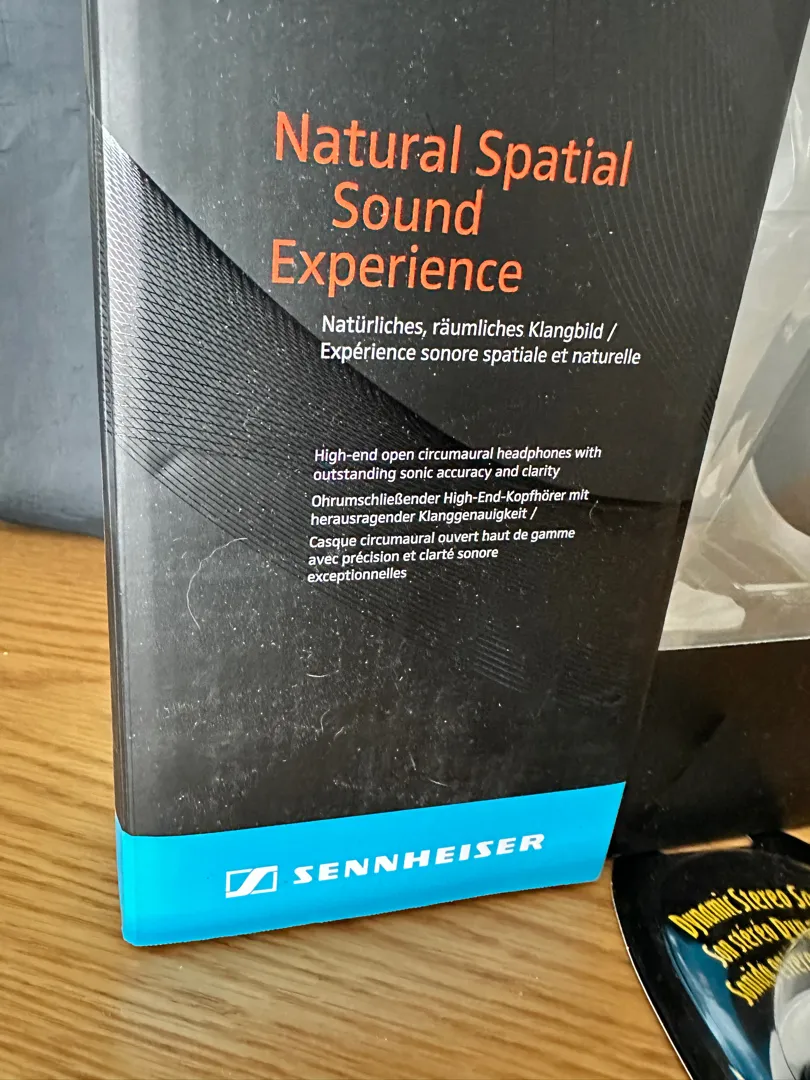 Natural Spatial
Sound
Experience
Natürliches, räumliches Klangbild /
Expérience sonore spatiale et naturelle
High-end open circumaural headphones with
outstanding sonic accuracy and clarity
Ohrumschließender High-End-Kopfhörer mit
herausragender Klanggenauigkeit /
Casque circumaural ouvert haut de gamme
avec précision et clarté sonore
exceptionnelles
SENNHEISER
Dynamic Stereo
Son stéréo